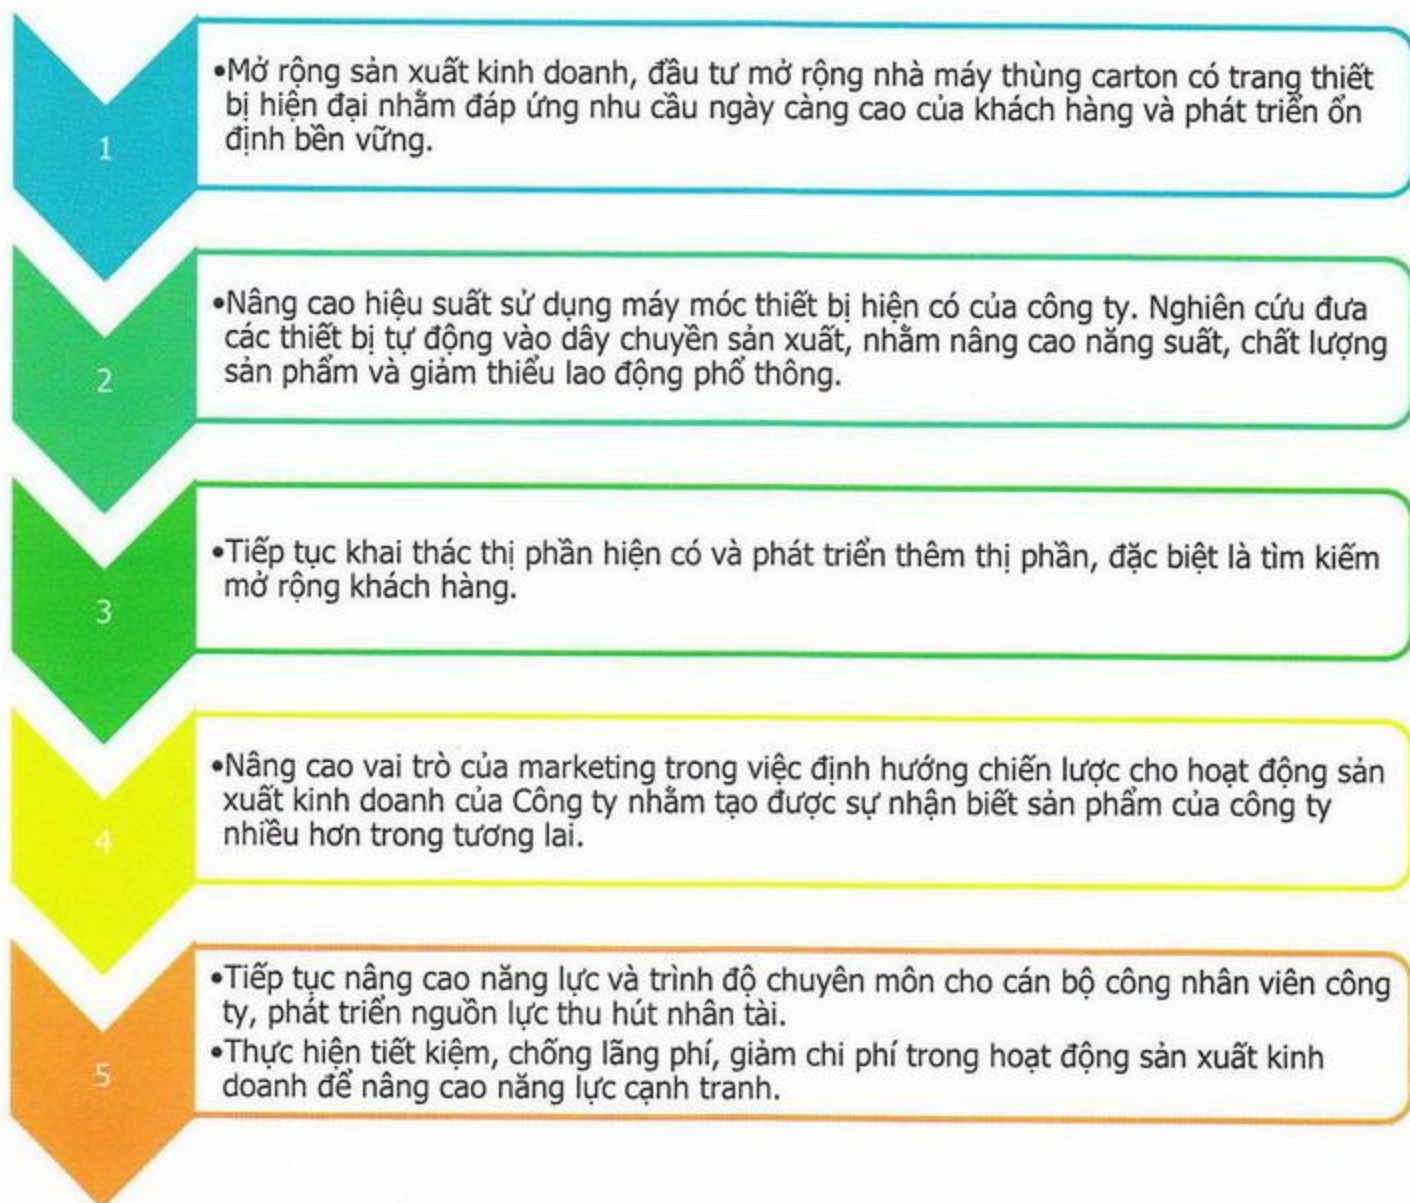 1
•Mở rộng sản xuất kinh doanh, đầu tư mở rộng nhà máy thùng carton có trang thiết
bị hiện đại nhằm đáp ứng nhu cầu ngày càng cao của khách hàng và phát triển ổn
định bền vững.
2
•Nâng cao hiệu suất sử dụng máy móc thiết bị hiện có của công ty. Nghiên cứu đưa
các thiết bị tự động vào dây chuyền sản xuất, nhằm nâng cao năng suất, chất lượng
sản phẩm và giảm thiểu lao động phổ thông.
3
•Tiếp tục khai thác thị phần hiện có và phát triển thêm thị phần, đặc biệt là tìm kiếm
mở rộng khách hàng.
4
•Nâng cao vai trò của marketing trong việc định hướng chiến lược cho hoạt động sản
xuất kinh doanh của Công ty nhằm tạo được sự nhận biết sản phẩm của công ty
nhiều hơn trong tương lai.
5
•Tiếp tục nâng cao năng lực và trình độ chuyên môn cho cán bộ công nhân viên công
ty, phát triển nguồn lực thu hút nhân tài.
•Thực hiện tiết kiệm, chống lãng phí, giảm chi phí trong hoạt động sản xuất kinh
doanh để nâng cao năng lực cạnh tranh.